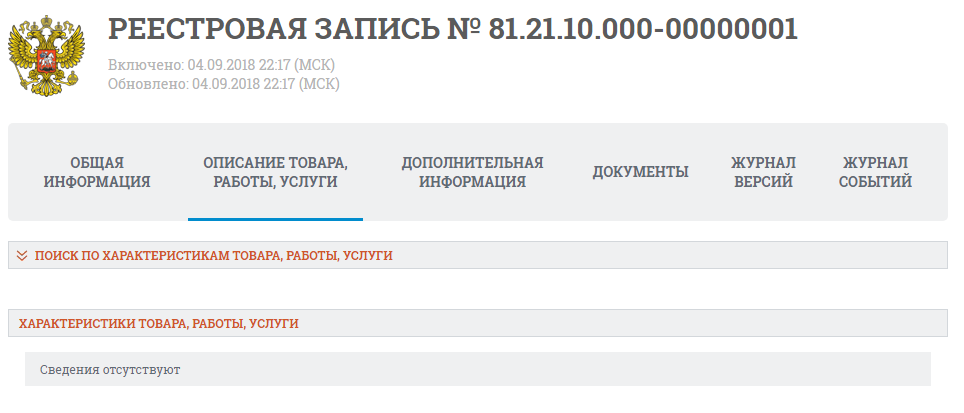 РЕЕСТРОВАЯ ЗАПИСЬ № 81.21.10.000-00000001
Включено: 04.09.2018 22:17 (МСК)
Обновлено: 04.09.2018 22:17 (МСК)
ОБЩАЯ
ИНФОРМАЦИЯ
ОПИСАНИЕ ТОВАРА,
РАБОТЫ, УСЛУГИ
ДОПОЛНИТЕЛЬНАЯ
ИНФОРМАЦИЯ
ДОКУМЕНТЫ
ЖУРНАЛ
ВЕРСИЙ
ЖУРНАЛ
СОБЫТИЙ
ПОИСК ПО ХАРАКТЕРИСТИКАМ ТОВАРА, РАБОТЫ, УСЛУГИ
ХАРАКТЕРИСТИКИ ТОВАРА, РАБОТЫ, УСЛУГИ
Сведения отсутствуют